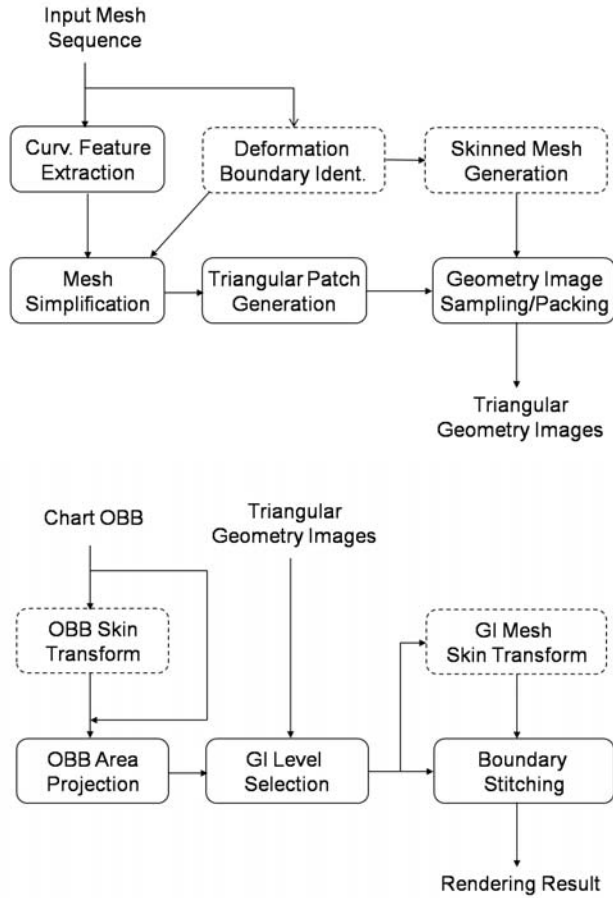 Input Mesh
Sequence
Curv. Feature
Extraction
Deformation
Boundary Ident.
Skinned Mesh
Generation
Mesh
Simplification
Triangular Patch
Generation
Geometry Image
Sampling/Packing
Triangular
Geometry Images
Chart OBB
Triangular
Geometry Images
OBB Skin
Transform
GI Mesh
Skin Transform
OBB Area
Projection
GI Level
Selection
Boundary
Stitching
Rendering Result